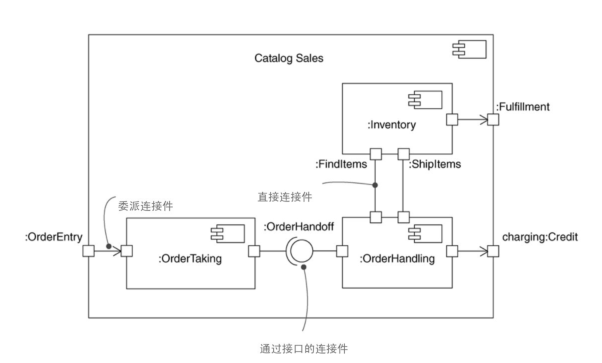 Catalog Sales
:Fulfillment
:Inventory
:FindItems
:ShipItems
直接连接件
委派连接件
:OrderEntry
:OrderHandoff
charging:Credit
:OrderTaking
:OrderHandling
通过接口的连接件